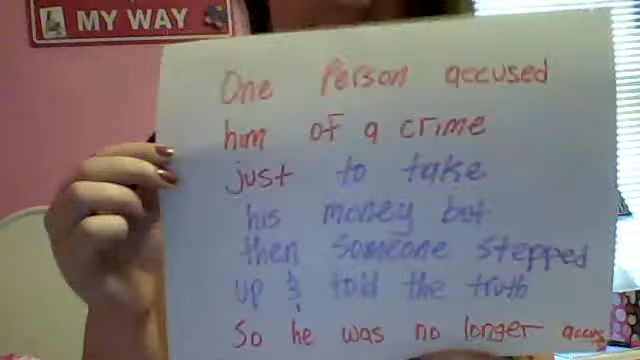 MY WAY
One Person accused
him of a crime
just to take
his money but
then someone stepped
up & told the truth
So he was no longer accus